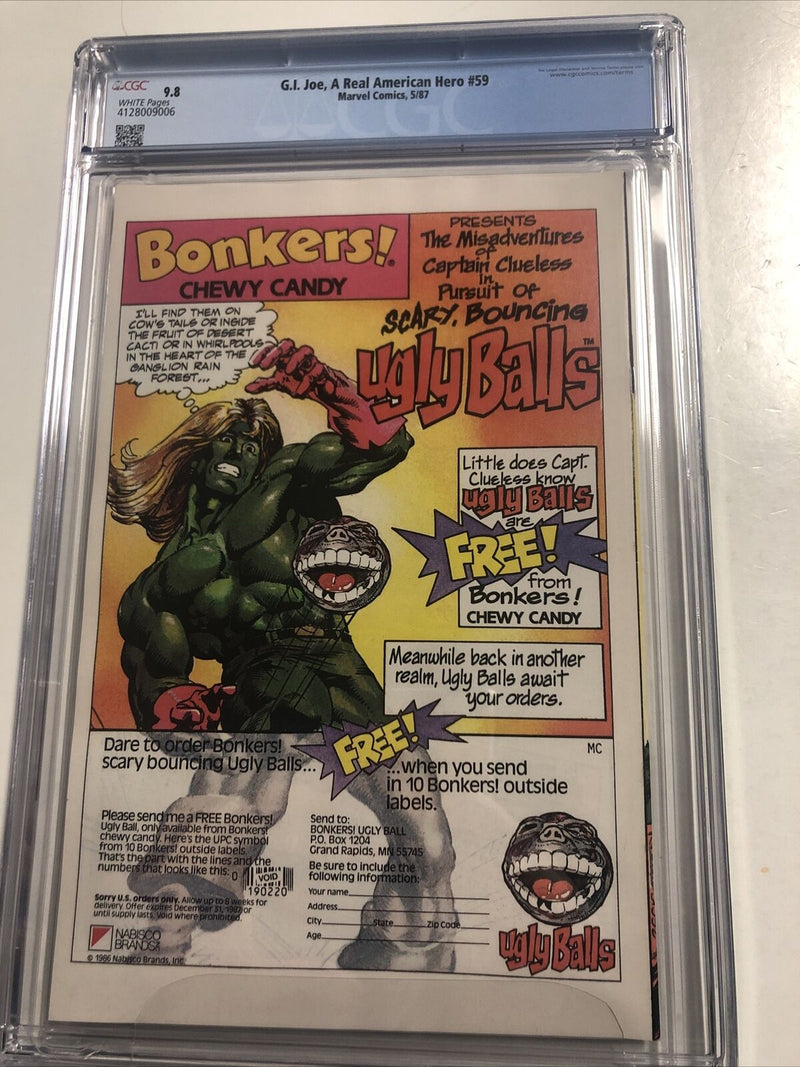 CGC
9.8
WHITE Pages
4128009006
G.I. Joe, A Real American Hero #59
Marvel Comics, 5/87
www.cgccomics.com/terms
CGC
Bonkers!®
CHEWY CANDY
PRESENTS
The Misadventures
of
Captain Clueless
in
Pursuit of
SCARY, Bouncing
Ugly Balls™
I'LL FIND THEM ON
COW'S TAILS OR INSIDE
THE FRUIT OF DESERT
CACTI OR IN WHIRLPOOLS
IN THE HEART OF THE
GANGLION RAIN
FOREST...
Little does Capt.
Clueless know
Ugly Balls
are
FREE!
from
Bonkers!
CHEWY CANDY
Meanwhile back in another
realm, Ugly Balls await
your orders.
MC
Dare to order Bonkers!
scary bouncing Ugly Balls...
FREE!
...when you send
in 10 Bonkers! outside
labels.
Please send me a FREE Bonkers!
Ugly Ball, only available from Bonkers!
chewy candy. Here's the UPC symbol
from 10 Bonkers! outside labels.
That's the part with the lines and the
numbers that looks like this: 0
VOID
190220
Sorry U.S. orders only. Allow up to 8 weeks for
delivery. Offer expires December 31, 1987 or
until supply lasts. Void where prohibited.
NABISCO
BRANDS
© 1986 Nabisco Brands, Inc.
Send to:
BONKERS! UGLY BALL
P.O. Box 1204
Grand Rapids, MN 55745
Be sure to include the
following information:
Your name
Address
City State Zip Code
Age
Ugly Balls